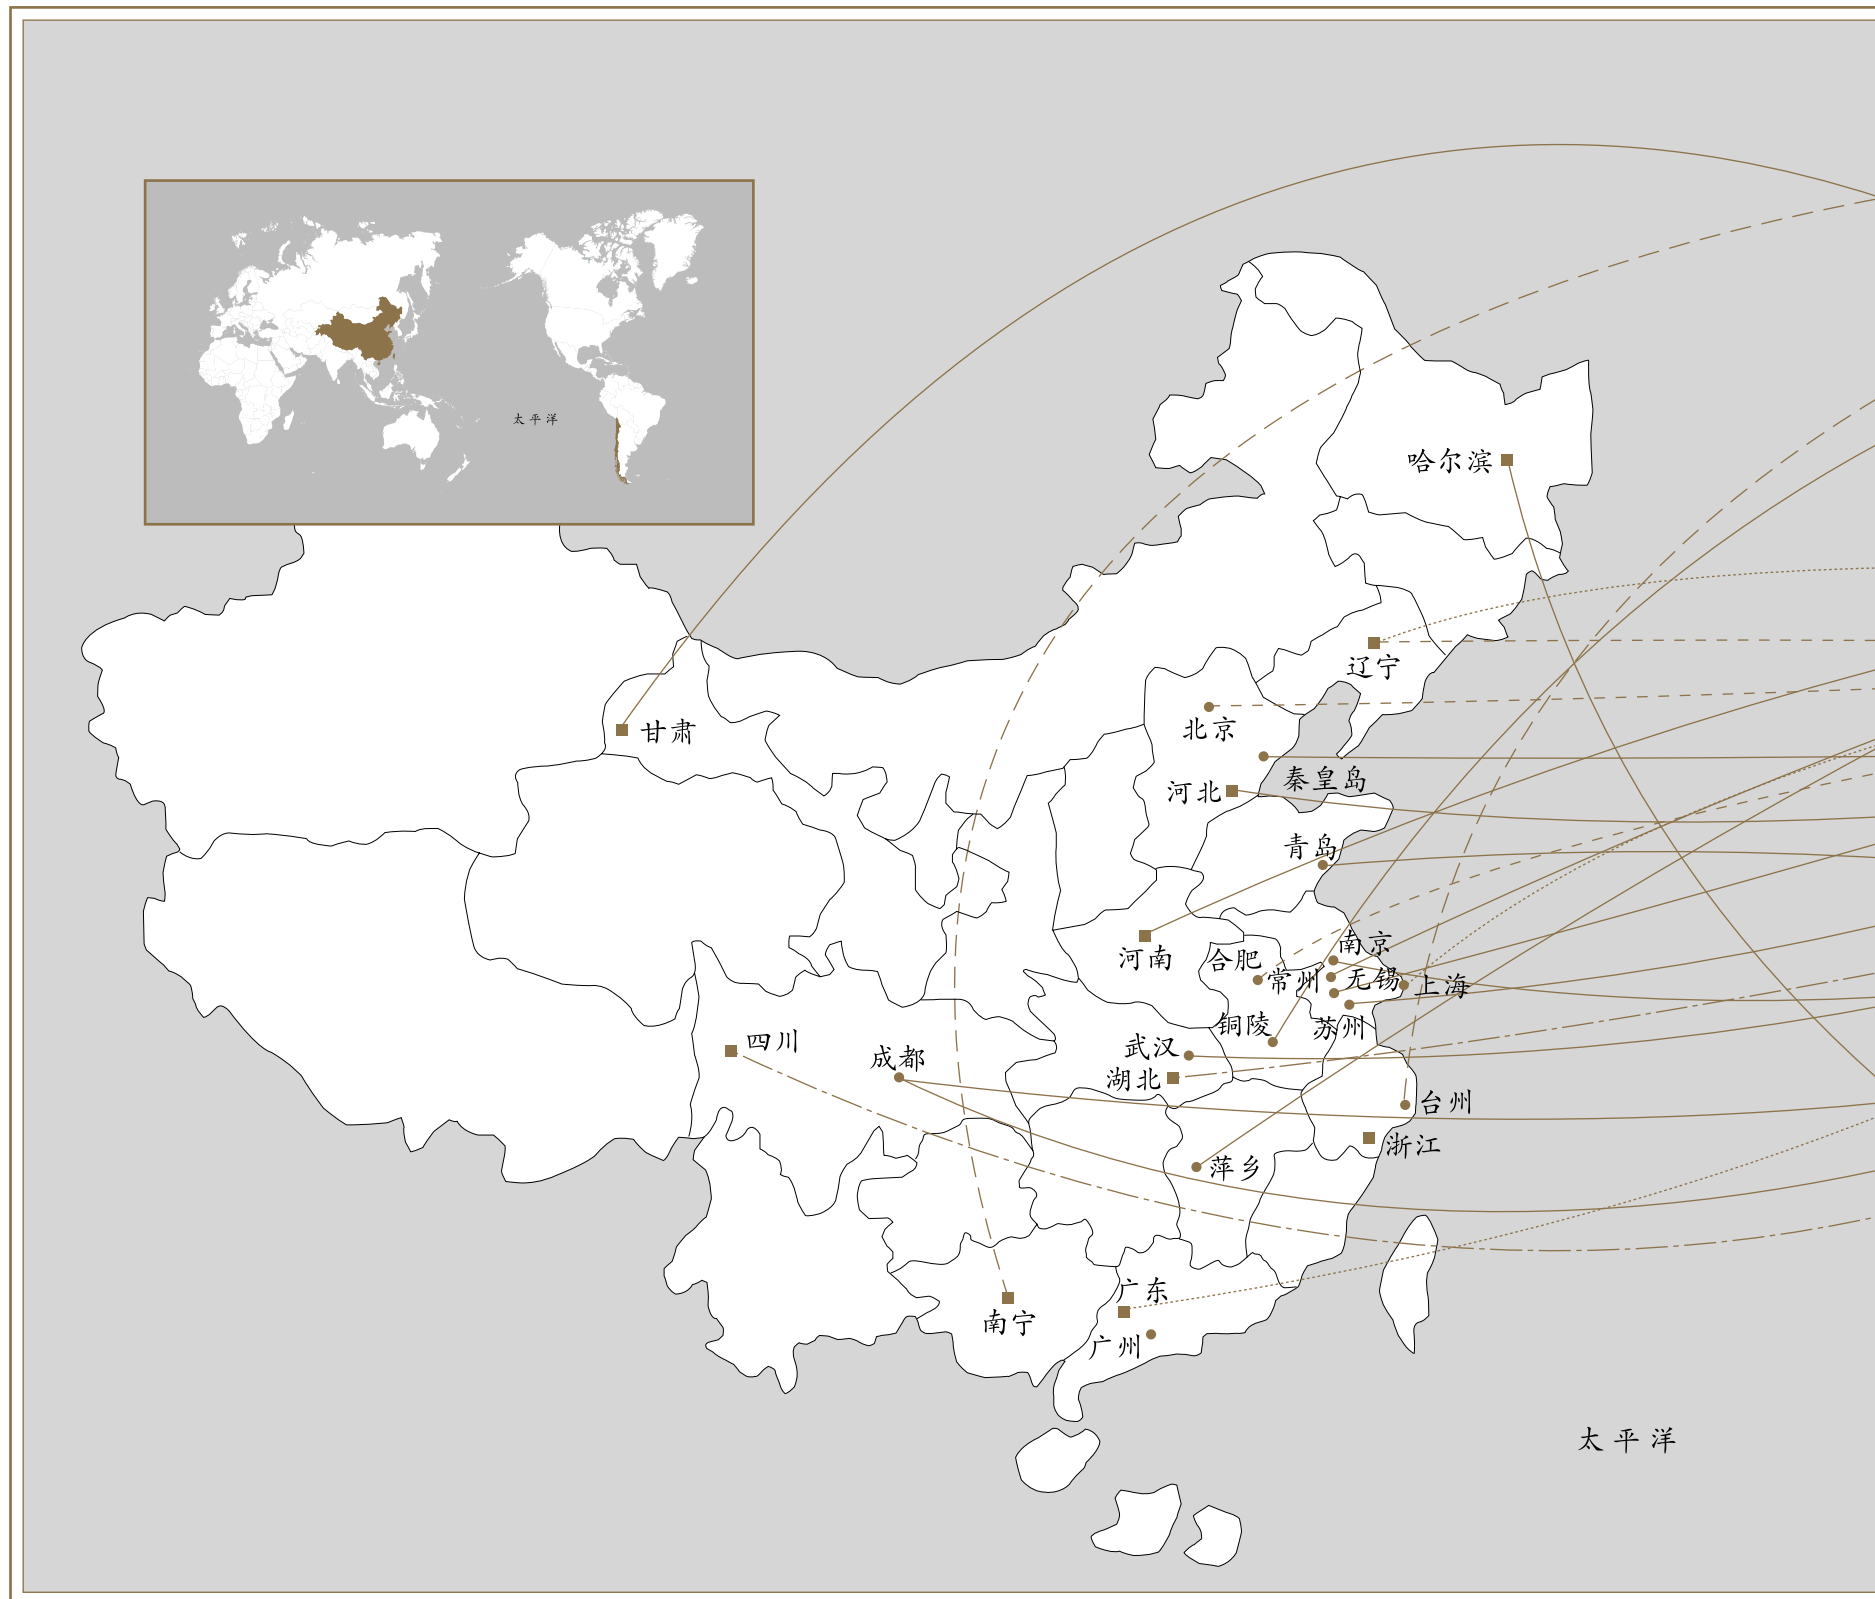 太平洋
哈尔滨
辽宁
北京
甘肃
秦皇岛
河北
青岛
南京
河南
合肥
常州
无锡
上海
铜陵
苏州
四川
武汉
成都
湖北
台州
浙江
萍乡
广东
南宁
广州
太平洋